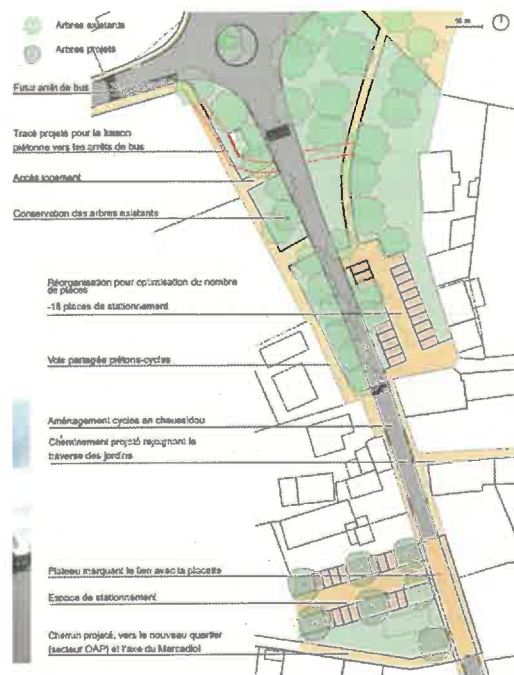 Arbres existants
Arbres projetés
10 m
Futur arrêt de bus
Tracé projeté pour la liaison
piétonne vers les arrêts de bus
Accès logement
Conservation des arbres existants
Réorganisation pour optimisation du nombre
de places
-18 places de stationnement
Voie partagée piétons-cycles
Aménagement cycles en chaussidou
Cheminement projeté rejoignant la
traverse des jardins
Plateau marquant le lien avec la placette
Espace de stationnement
Chemin projeté, vers le nouveau quartier
(secteur OAP) et l'axe du Mercadiol